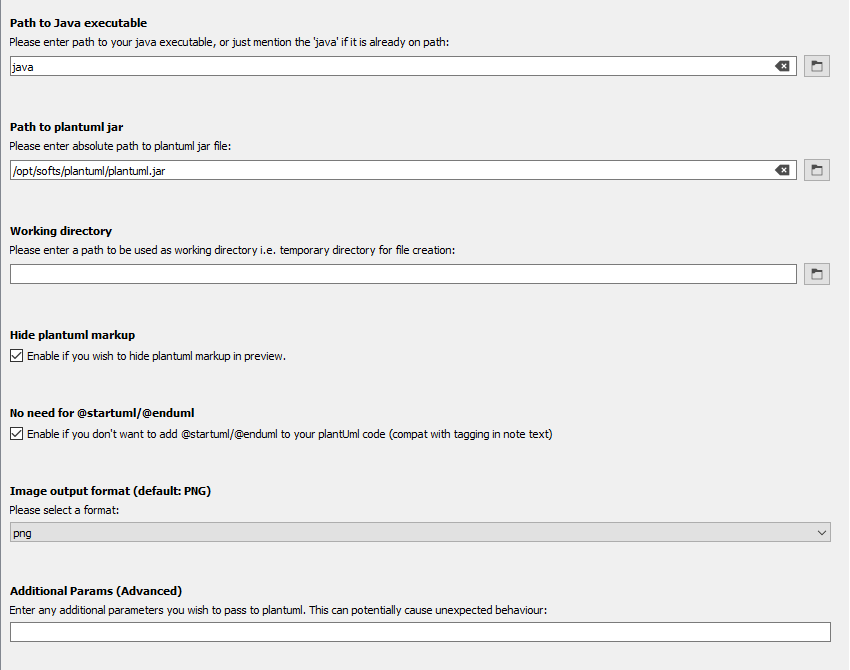 Path to Java executable
Please enter path to your java executable, or just mention the 'java' if it is already on path:
java
Path to plantuml jar
Please enter absolute path to plantuml jar file:
/opt/softs/plantuml/plantuml.jar
Working directory
Please enter a path to be used as working directory i.e. temporary directory for file creation:
Hide plantuml markup
Enable if you wish to hide plantuml markup in preview.
No need for @startuml/@enduml
Enable if you don't want to add @startuml/@enduml to your plantUml code (compat with tagging in note text)
Image output format (default: PNG)
Please select a format:
png
Additional Params (Advanced)
Enter any additional parameters you wish to pass to plantuml. This can potentially cause unexpected behaviour: